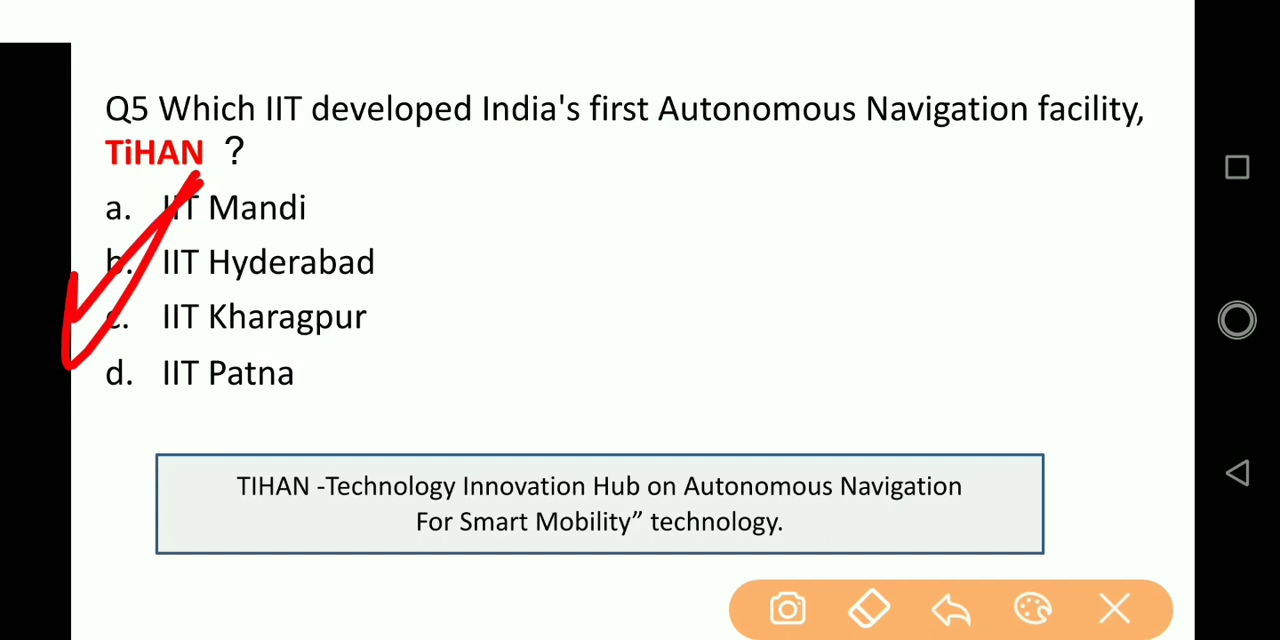 Q5 Which IIT developed India's first Autonomous Navigation facility,
TiHAN ?
a. IIT Mandi
b. IIT Hyderabad
c. IIT Kharagpur
d. IIT Patna
TIHAN -Technology Innovation Hub on Autonomous Navigation
For Smart Mobility” technology.